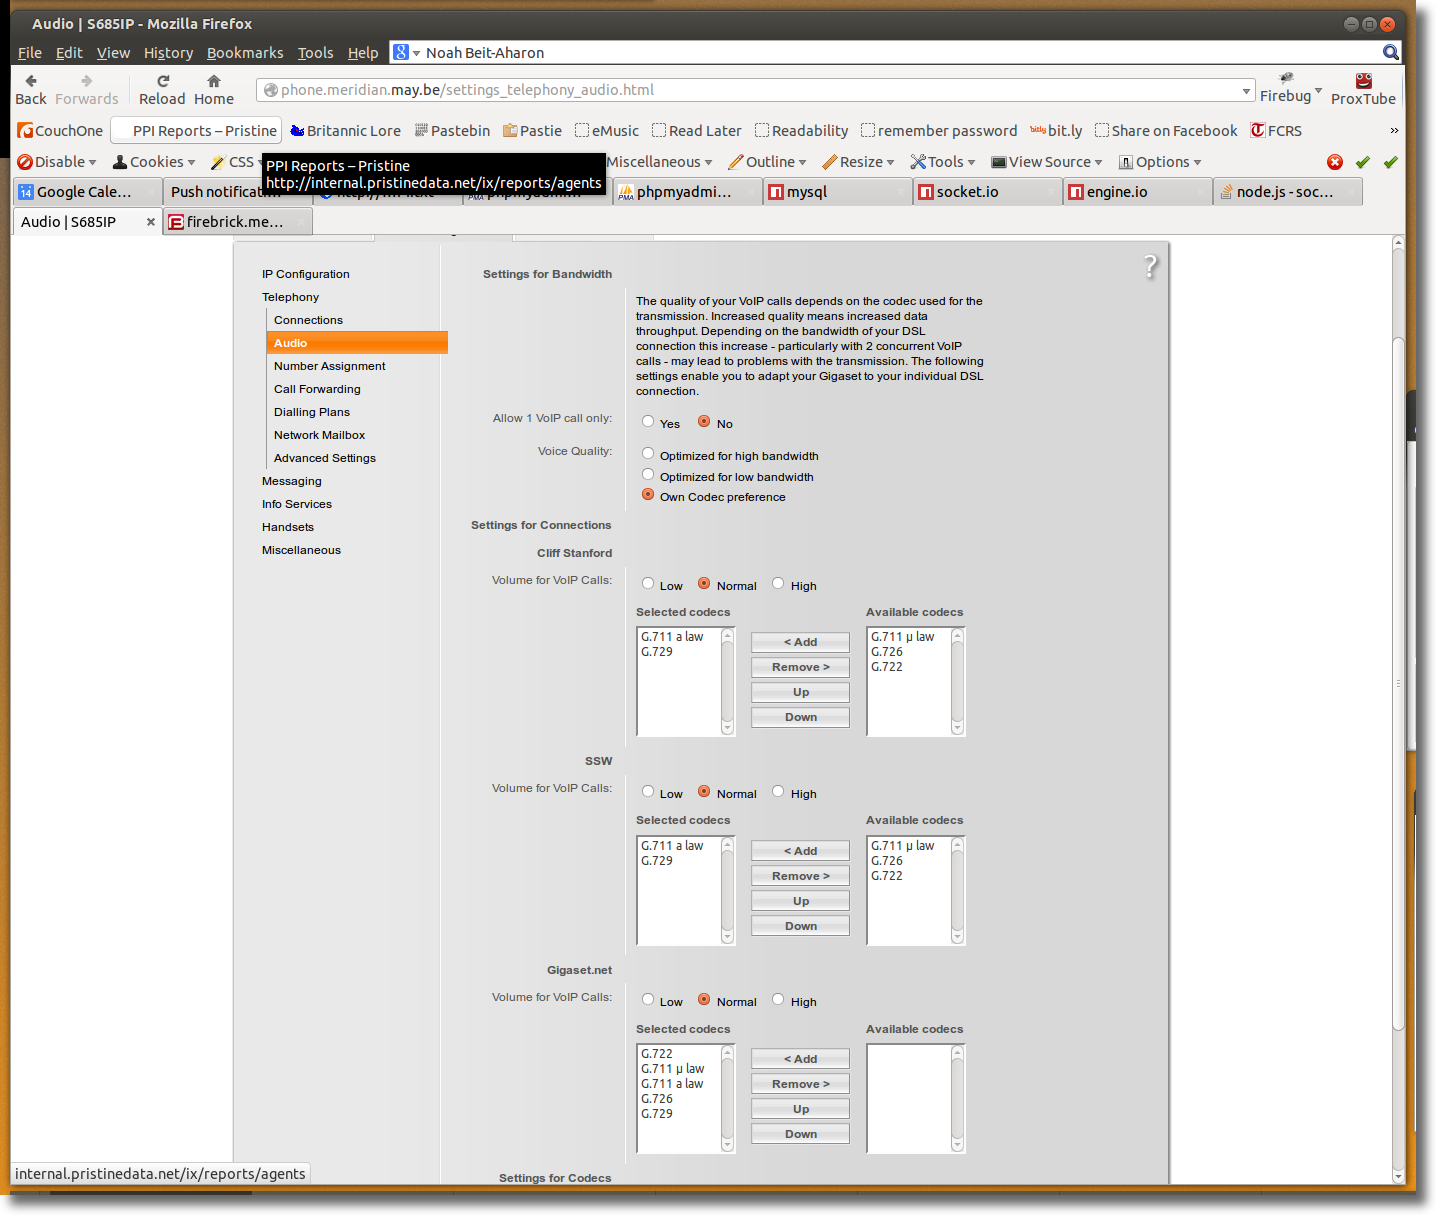 Audio | S685IP - Mozilla Firefox
File Edit View History Bookmarks Tools Help Noah Beit-Aharon
Back Forwards Reload Home phone.meridian.may.be/settings_telephony_audio.html Firebug ProxTube
CouchOne PPI Reports – Pristine Britannic Lore Pastebin Pastie eMusic Read Later Readability remember password bitly bit.ly Share on Facebook FCRS »
Disable Cookies CSS Miscellaneous Outline Resize Tools View Source Options
PPI Reports – Pristine
http://internal.pristinedata.net/ix/reports/agents
14 Google Cale... Push notificati... phpmyadmi... mysql socket.io engine.io node.js - soc...
Audio | S685IP firebrick.me...
IP Configuration
Telephony
Connections
Audio
Number Assignment
Call Forwarding
Dialling Plans
Network Mailbox
Advanced Settings
Messaging
Info Services
Handsets
Miscellaneous
?
Settings for Bandwidth
The quality of your VoIP calls depends on the codec used for the
transmission. Increased quality means increased data
throughput. Depending on the bandwidth of your DSL
connection this increase - particularly with 2 concurrent VoIP
calls - may lead to problems with the transmission. The following
settings enable you to adapt your Gigaset to your individual DSL
connection.
Allow 1 VoIP call only: Yes No
Voice Quality: Optimized for high bandwidth
Optimized for low bandwidth
Own Codec preference
Settings for Connections
Cliff Stanford
Volume for VoIP Calls: Low Normal High
Selected codecs Available codecs
G.711 a law < Add G.711 µ law
G.729 Remove > G.726
Up G.722
Down
SSW
Volume for VoIP Calls: Low Normal High
Selected codecs Available codecs
G.711 a law < Add G.711 µ law
G.729 Remove > G.726
Up G.722
Down
Gigaset.net
Volume for VoIP Calls: Low Normal High
Selected codecs Available codecs
G.722 < Add
G.711 µ law Remove >
G.711 a law Up
G.726 Down
G.729
Settings for Codecs
internal.pristinedata.net/ix/reports/agents